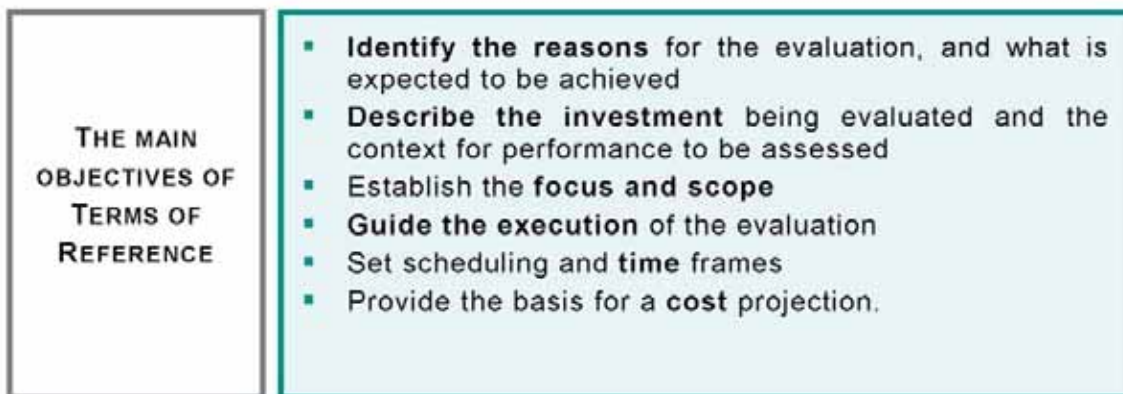 THE MAIN
OBJECTIVES OF
TERMS OF
REFERENCE
▪ Identify the reasons for the evaluation, and what is
expected to be achieved
▪ Describe the investment being evaluated and the
context for performance to be assessed
▪ Establish the focus and scope
▪ Guide the execution of the evaluation
▪ Set scheduling and time frames
▪ Provide the basis for a cost projection.